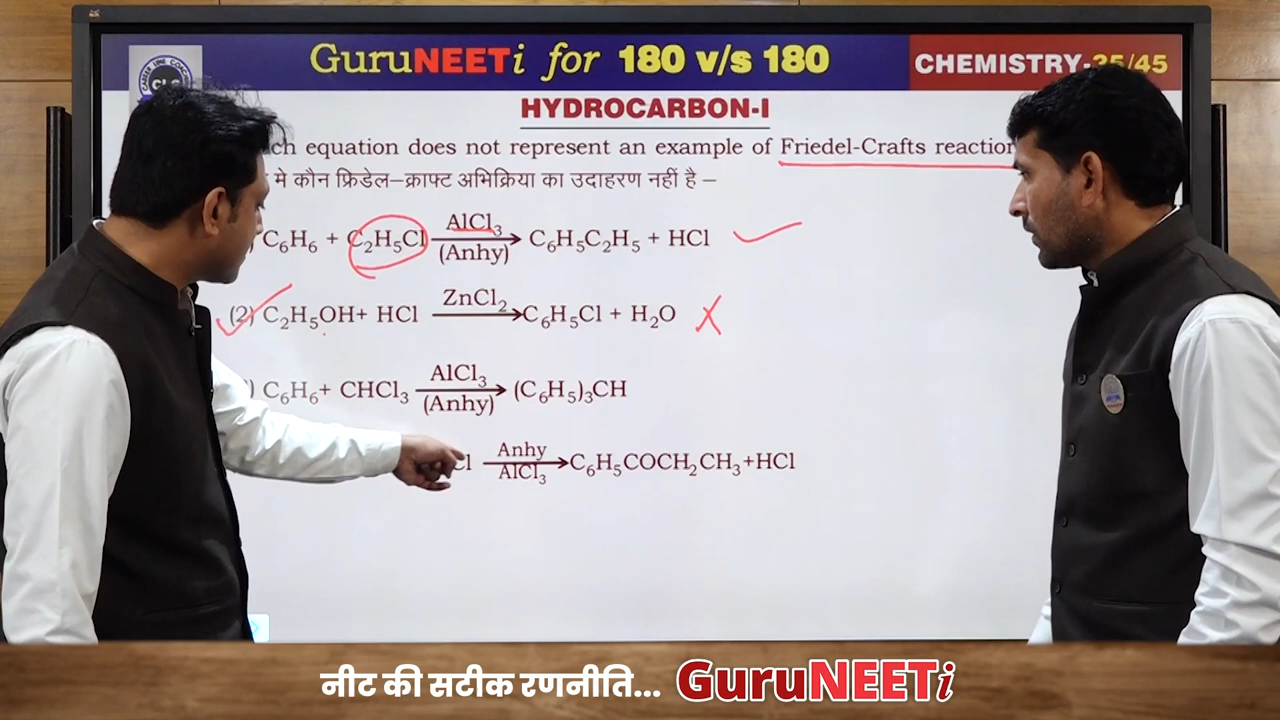 GuruNEETi for 180 v/s 180
CHEMISTRY-35/45
HYDROCARBON-I
equation does not represent an example of Friedel-Crafts reaction
मे कौन फ्रिडेल–क्राफ्ट अभिक्रिया का उदाहरण नहीं है –
C₆H₆ + C₂H₅Cl AlCl₃ (Anhy) → C₆H₅C₂H₅ + HCl
(2) C₂H₅OH+ HCl ZnCl₂ → C₆H₅Cl + H₂O
C₆H₆+ CHCl₃ AlCl₃ (Anhy) → (C₆H₅)₃CH
Anhy AlCl₃ → C₆H₅COCH₂CH₃+HCl
नीट की सटीक रणनीति... GuruNEETi